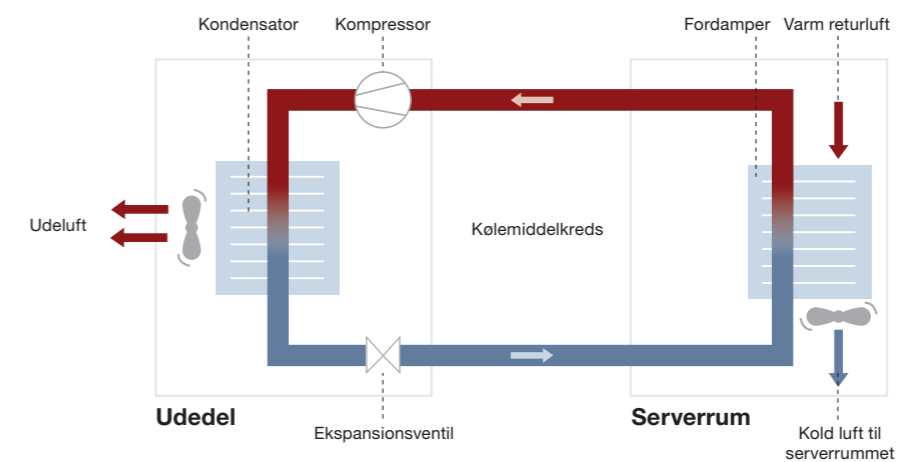 Kondensator
Kompressor
Fordamper
Varm returluft
Udeluft
Kølemiddelkreds
Udedel
Serverrum
Ekspansionsventil
Kold luft til
serverrummet